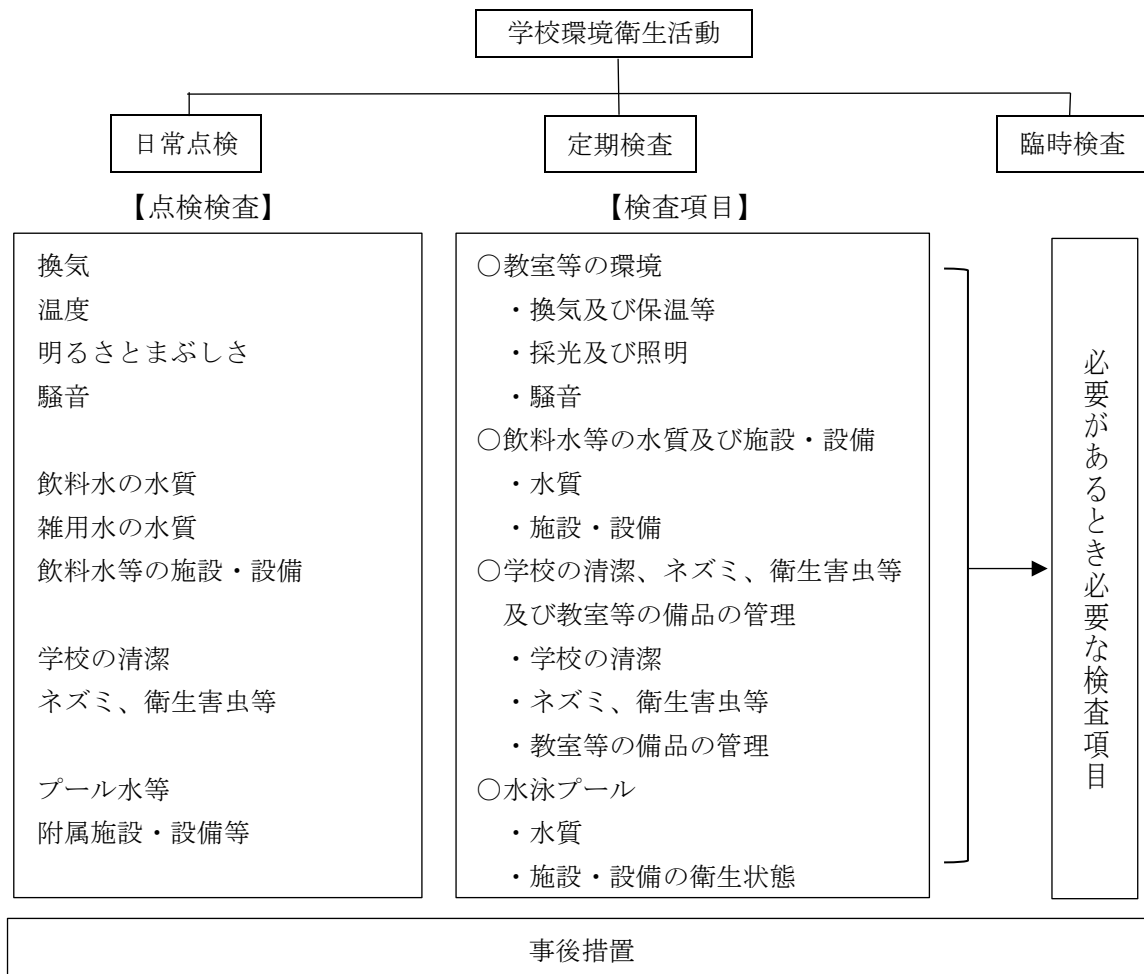 学校環境衛生活動
日常点検
定期検査
臨時検査
【点検検査】
【検査項目】
換気
温度
明るさとまぶしさ
騒音
飲料水の水質
雑用水の水質
飲料水等の施設・設備
学校の清潔
ネズミ、衛生害虫等
プール水等
附属施設・設備等
○教室等の環境
・換気及び保温等
・採光及び照明
・騒音
○飲料水等の水質及び施設・設備
・水質
・施設・設備
○学校の清潔、ネズミ、衛生害虫等
及び教室等の備品の管理
・学校の清潔
・ネズミ、衛生害虫等
・教室等の備品の管理
○水泳プール
・水質
・施設・設備の衛生状態
必要があるとき必要な検査項目
事後措置